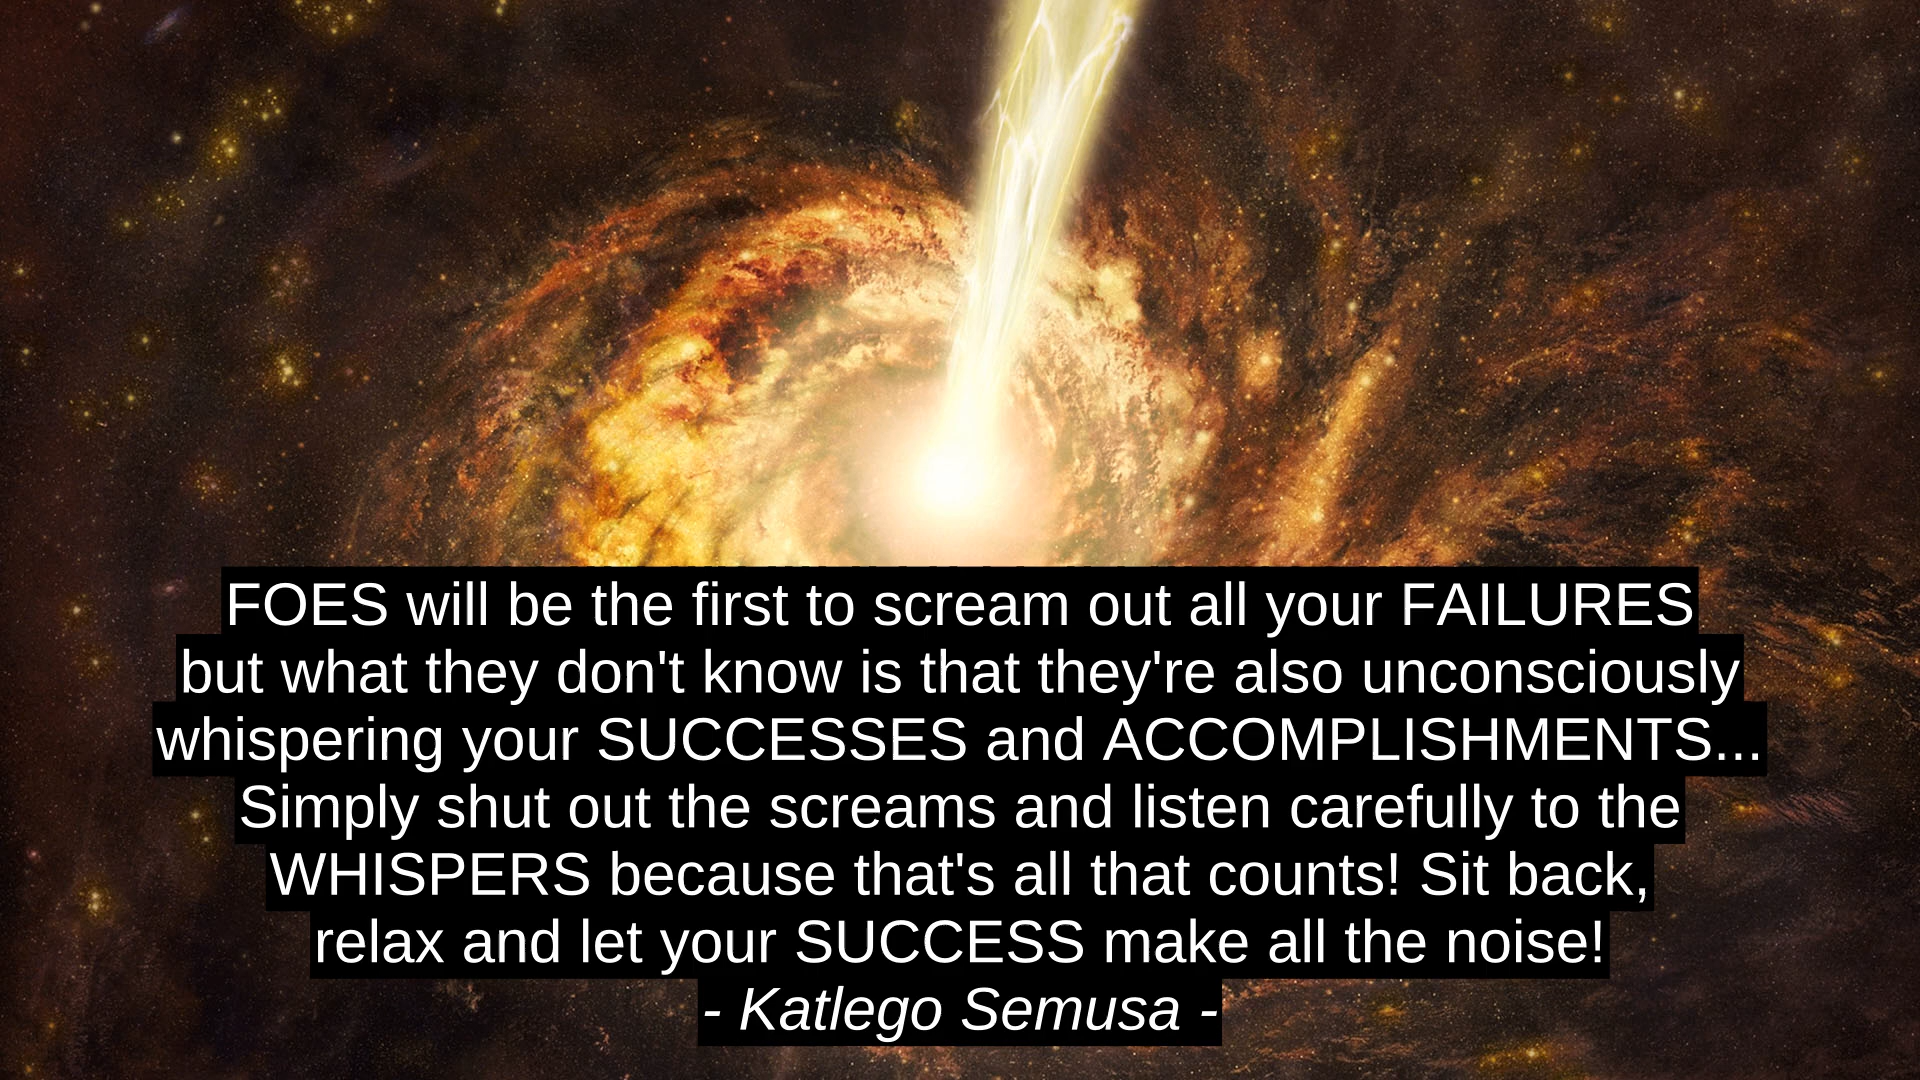 FOES will be the first to scream out all your FAILURES
but what they don't know is that they're also unconsciously
whispering your SUCCESSES and ACCOMPLISHMENTS...
Simply shut out the screams and listen carefully to the
WHISPERS because that's all that counts! Sit back,
relax and let your SUCCESS make all the noise!
- Katlego Semusa -